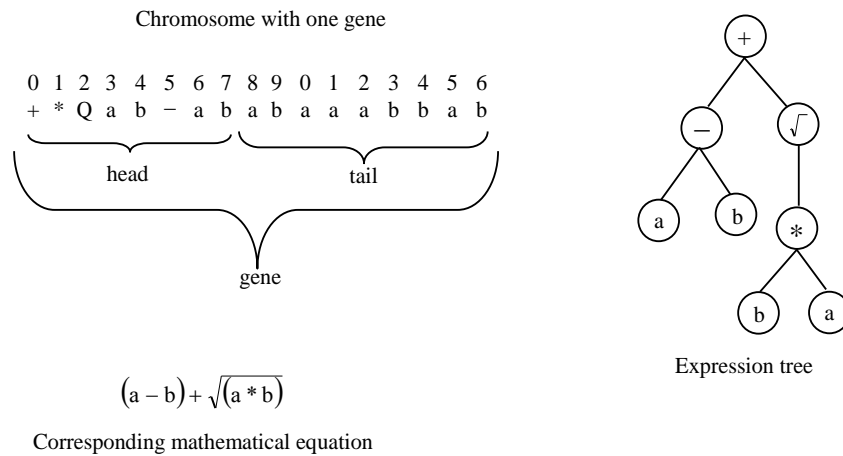 Chromosome with one gene
0 1 2 3 4 5 6 7 8 9 0 1 2 3 4 5 6
+ * Q a b − a b a b a a a b b a b
head
tail
gene
(a − b) + √(a * b)
Corresponding mathematical equation
+
− √
a b *
b a
Expression tree